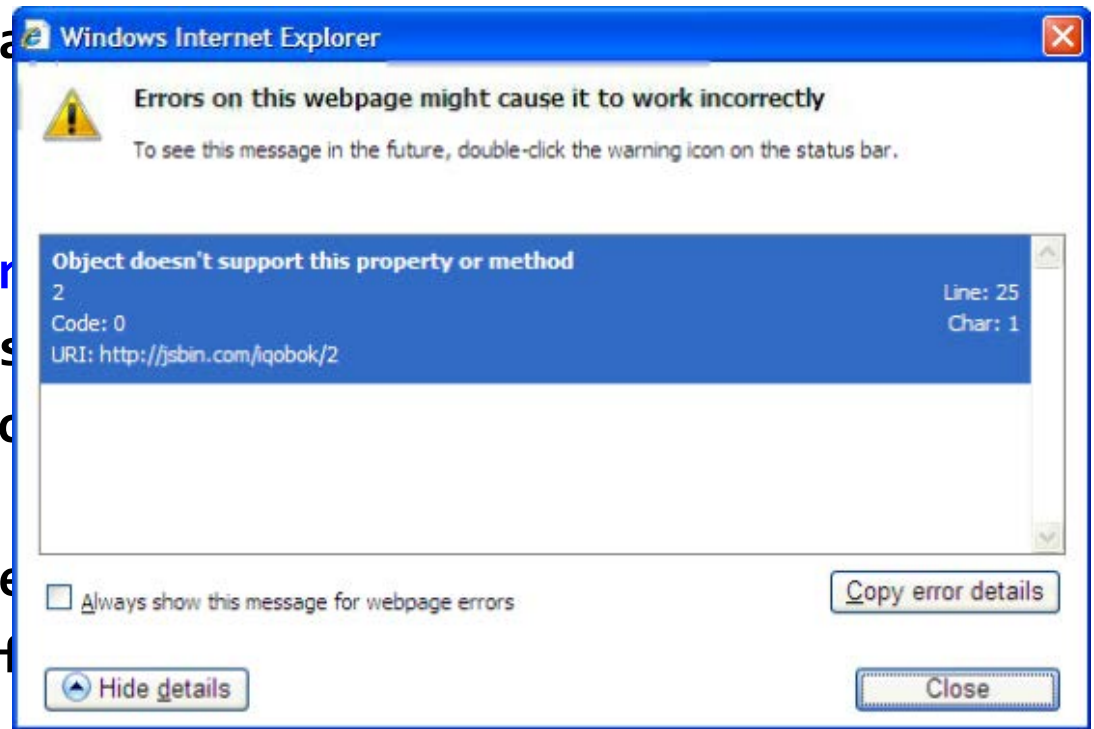 Windows Internet Explorer
Errors on this webpage might cause it to work incorrectly
To see this message in the future, double-click the warning icon on the status bar.
Object doesn't support this property or method
2 Line: 25
Code: 0 Char: 1
URI: http://jsbin.com/iqobok/2
Always show this message for webpage errors
Copy error details
Hide details
Close